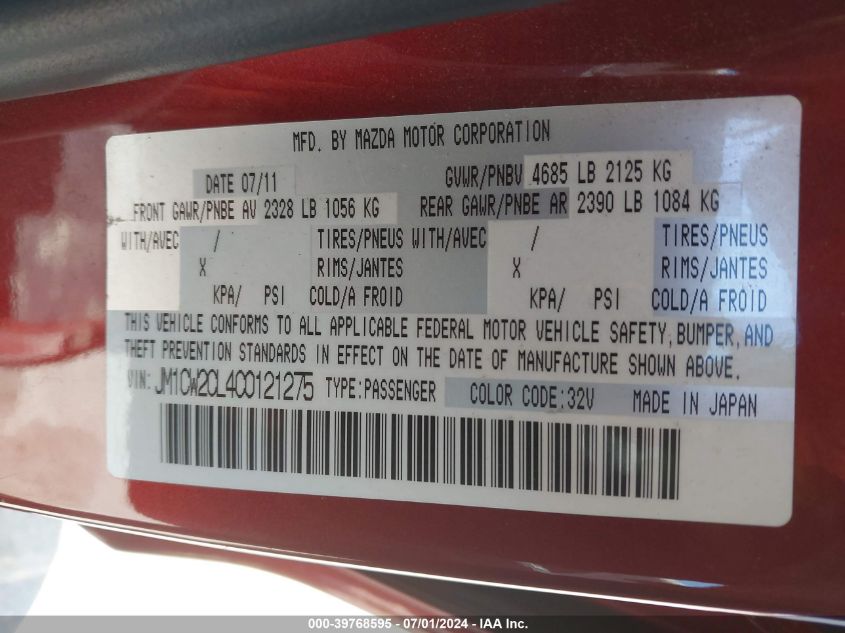 MFD. BY MAZDA MOTOR CORPORATION
DATE 07/11 GVWR/PNBV 4685 LB 2125 KG
FRONT GAWR/PNBE AV 2328 LB 1056 KG REAR GAWR/PNBE AR 2390 LB 1084 KG
WITH/AVEC / TIRES/PNEUS WITH/AVEC / TIRES/PNEUS
X RIMS/JANTES X RIMS/JANTES
KPA/ PSI COLD/A FROID KPA/ PSI COLD/A FROID
THIS VEHICLE CONFORMS TO ALL APPLICABLE FEDERAL MOTOR VEHICLE SAFETY, BUMPER, AND
THEFT PREVENTION STANDARDS IN EFFECT ON THE DATE OF MANUFACTURE SHOWN ABOVE.
VIN: JM1CW2CL4C0121275 TYPE:PASSENGER COLOR CODE:32V MADE IN JAPAN
000-39768595 - 07/01/2024 - IAA Inc.